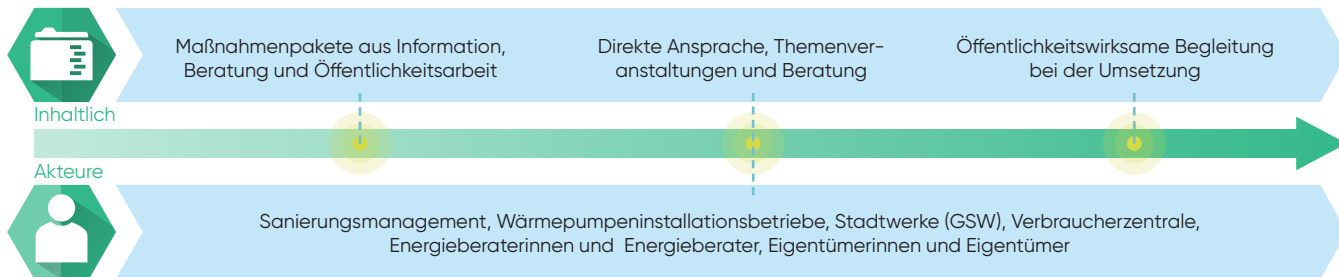 Maßnahmenpakete aus Information,
Beratung und Öffentlichkeitsarbeit
Direkte Ansprache, Themenver-
anstaltungen und Beratung
Öffentlichkeitswirksame Begleitung
bei der Umsetzung
Inhaltlich
Akteure
Sanierungsmanagement, Wärmepumpeninstallationsbetriebe, Stadtwerke (GSW), Verbraucherzentrale,
Energieberaterinnen und Energieberater, Eigentümerinnen und Eigentümer